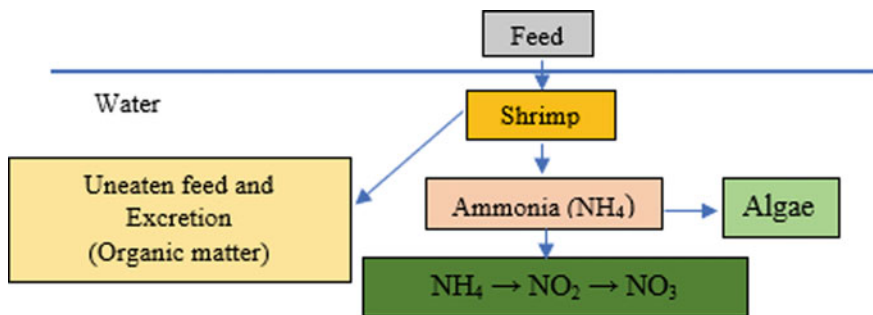 Feed
Water
Shrimp
Uneaten feed and
Excretion
(Organic matter)
Ammonia (NH₄)
Algae
NH₄ → NO₂ → NO₃